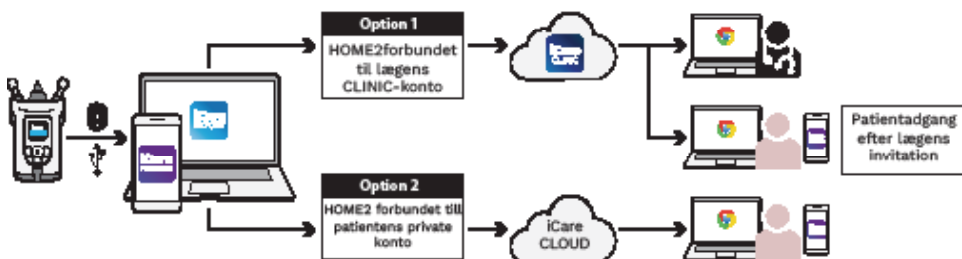 Option 1
HOME2forbundet
til lægens
CLINIC-konto
Patientadgang
efter lægens
invitation
Option 2
HOME2 forbundet till
patientens private
konto
iCare
CLOUD